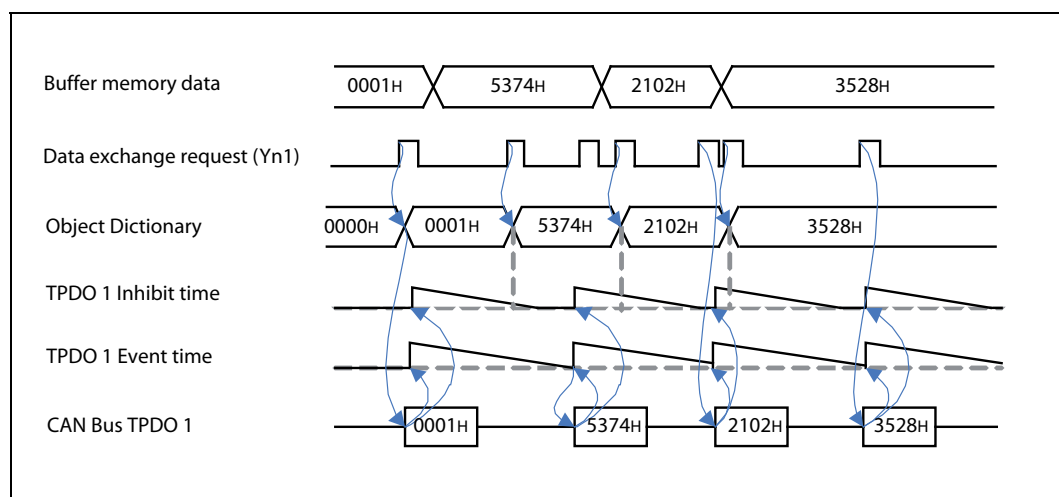 Buffer memory data 0001H 5374H 2102H 3528H
Data exchange request (Yn1)
Object Dictionary 0000H 0001H 5374H 2102H 3528H
TPDO 1 Inhibit time
TPDO 1 Event time
CAN Bus TPDO 1 0001H 5374H 2102H 3528H